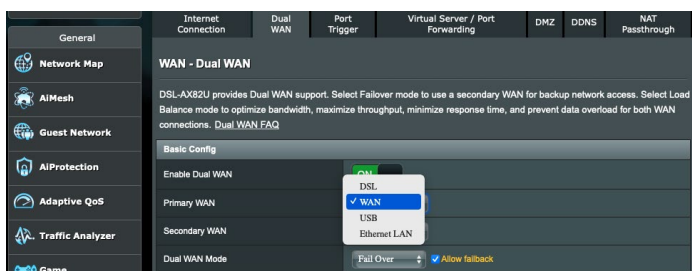 Internet Connection
Dual WAN
Port Trigger
Virtual Server / Port Forwarding
DMZ
DDNS
NAT Passthrough
General
Network Map
AiMesh
Guest Network
AiProtection
Adaptive QoS
Traffic Analyzer
Game
WAN - Dual WAN
DSL-AX82U provides Dual WAN support. Select Failover mode to use a secondary WAN for backup network access. Select Load
Balance mode to optimize bandwidth, maximize throughput, minimize response time, and prevent data overload for both WAN
connections. Dual WAN FAQ
Basic Config
Enable Dual WAN
ON
Primary WAN
DSL
✓ WAN
USB
Ethernet LAN
Secondary WAN
Dual WAN Mode
Fail Over
Allow failback